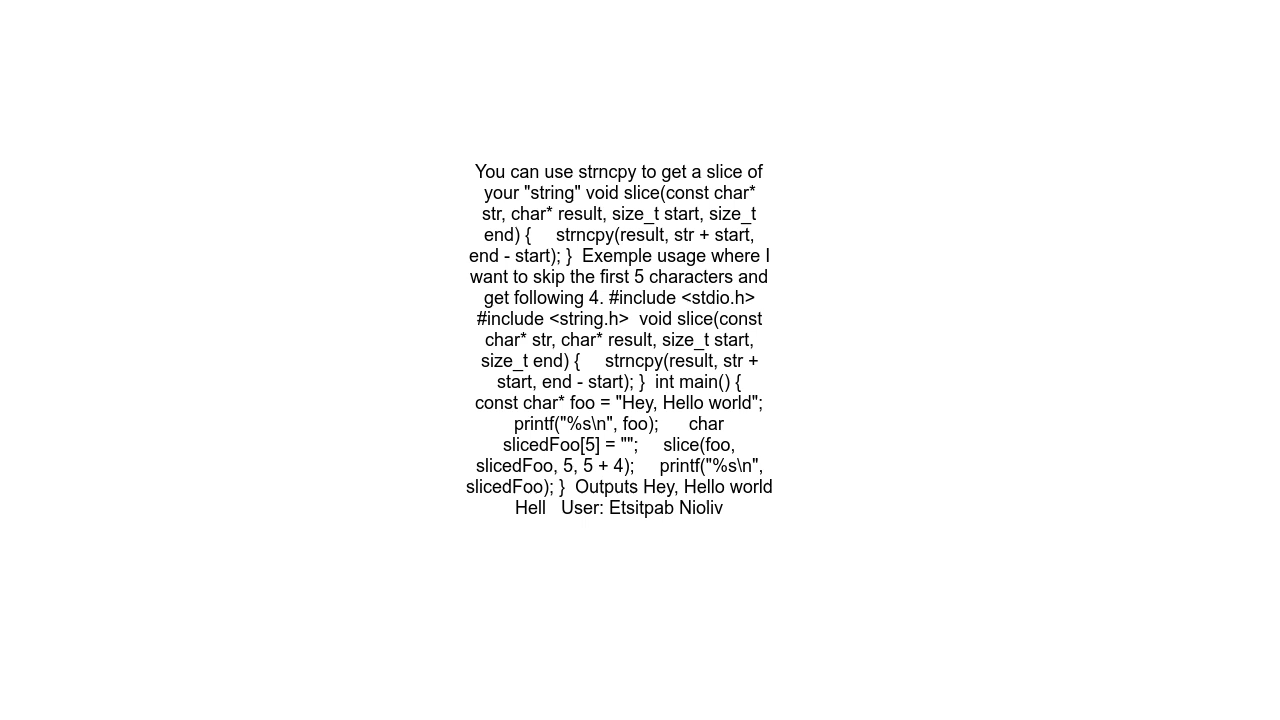 You can use strncpy to get a slice of
your "string" void slice(const char*
str, char* result, size_t start, size_t
end) {     strncpy(result, str + start,
end - start); }  Exemple usage where I
want to skip the first 5 characters and
get following 4. #include <stdio.h>
#include <string.h>  void slice(const
char* str, char* result, size_t start,
size_t end) {     strncpy(result, str +
start, end - start); }  int main() {
const char* foo = "Hey, Hello world";
printf("%s\n", foo);      char
slicedFoo[5] = "";     slice(foo,
slicedFoo, 5, 5 + 4);     printf("%s\n",
slicedFoo); }  Outputs Hey, Hello world
Hell   User: Etsitpab Nioliv